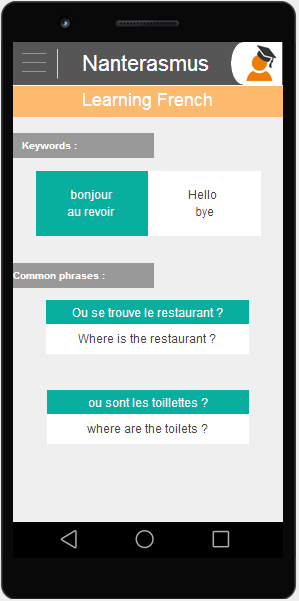 Nanterasmus
Learning French
Keywords :
bonjour
au revoir
Hello
bye
Common phrases :
Ou se trouve le restaurant ?
Where is the restaurant ?
ou sont les toillettes ?
where are the toilets ?